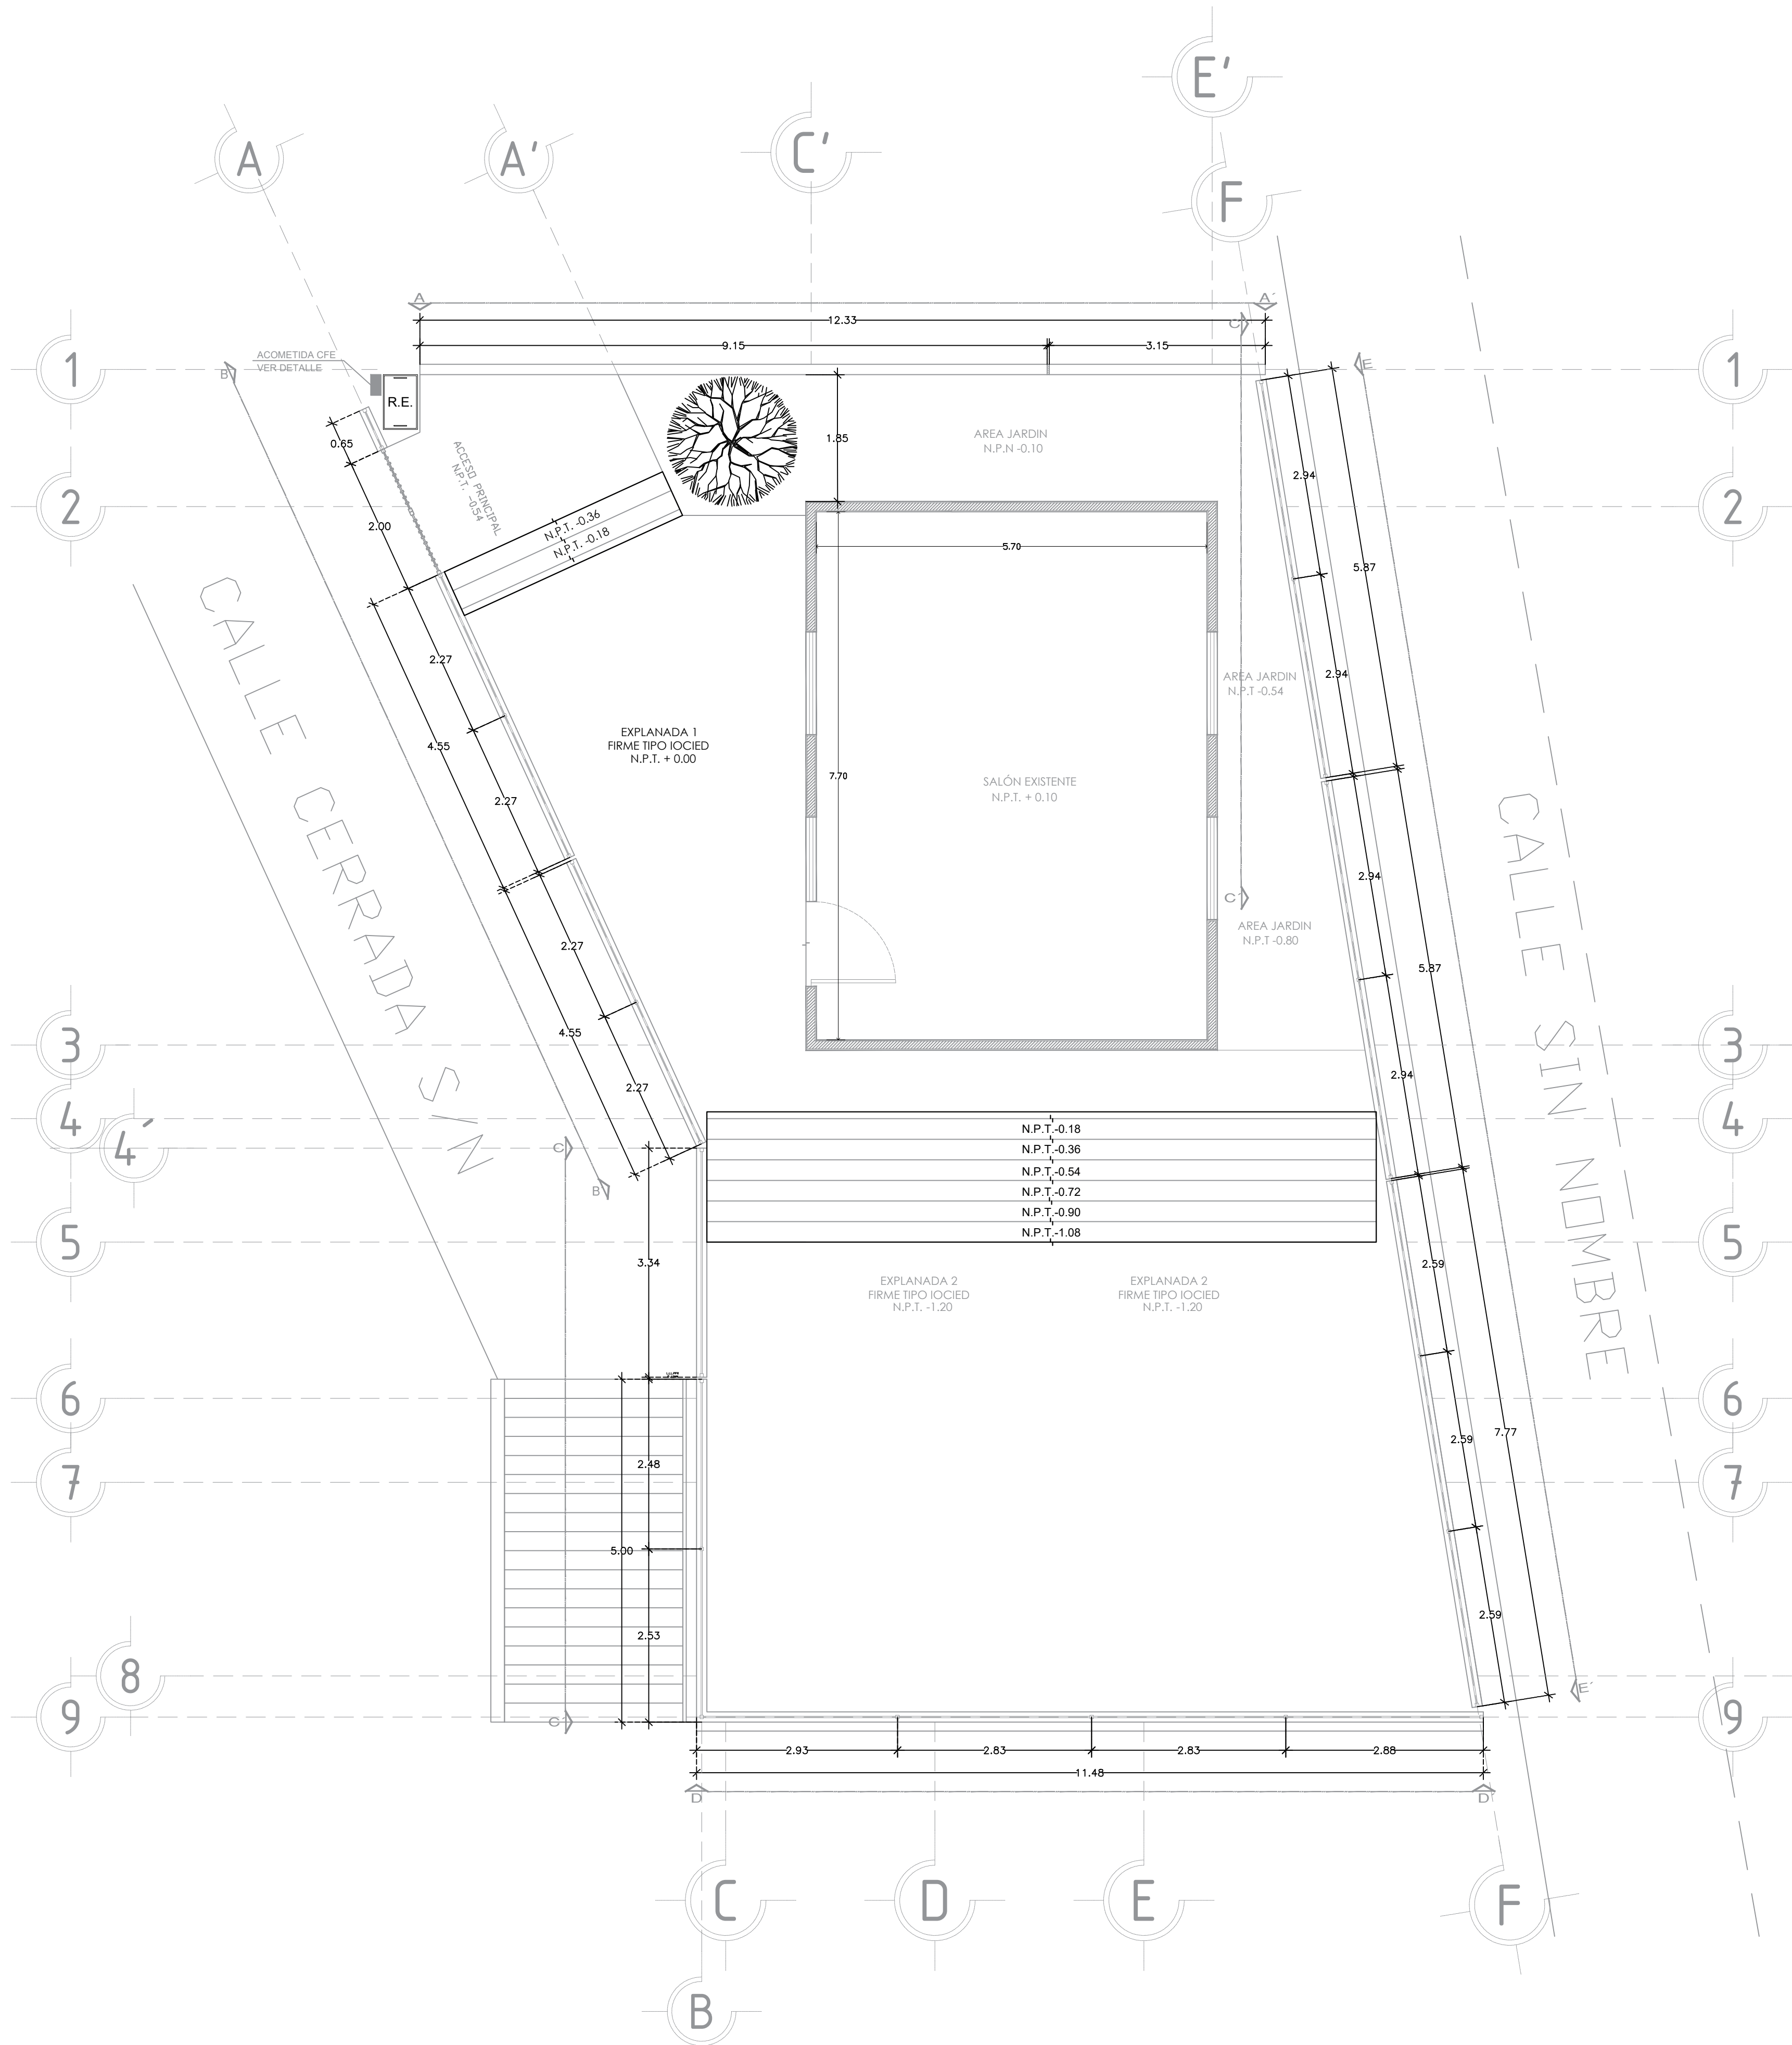 E'
A
A'
C'
F
A
A´
12.33
C
9.15
3.15
ACOMETIDA CFE
VER DETALLE
1
B
E
1
R.E.
0.65
ACCESO PRINCIPAL
N.P.T. -0.54
1.85
AREA JARDIN
N.P.N -0.10
2.94
2
2.00
N.P.T. -0.36
N.P.T. -0.18
2
5.70
5.87
CALLE CERRADA S/N
2.27
2.94
AREA JARDIN
N.P.T -0.54
EXPLANADA 1
FIRME TIPO IOCIED
N.P.T. + 0.00
4.55
7.70
SALÓN EXISTENTE
N.P.T. + 0.10
2.27
2.94
CALLE SIN NOMBRE
C'
AREA JARDIN
N.P.T -0.80
2.27
5.87
4.55
3
3
2.94
2.27
4
4
4´
C
N.P.T.-0.18
N.P.T.-0.36
N.P.T.-0.54
B'
N.P.T.-0.72
N.P.T.-0.90
N.P.T.-1.08
5
5
3.34
2.59
EXPLANADA 2
FIRME TIPO IOCIED
N.P.T. -1.20
EXPLANADA 2
FIRME TIPO IOCIED
N.P.T. -1.20
6
6
2.59
7.77
2.48
7
7
5.00
2.59
2.53
8
E'
9
C'
9
2.93
2.83
2.83
2.88
11.48
D
D'
C
D
E
F
B